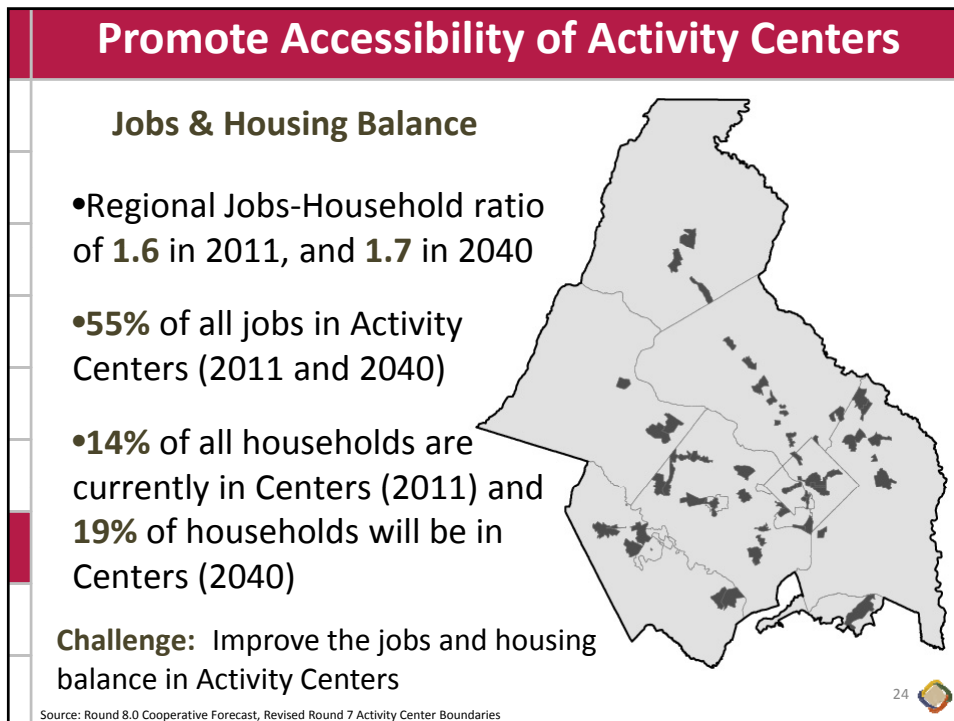 Promote Accessibility of Activity Centers
Jobs & Housing Balance
•Regional Jobs-Household ratio
of 1.6 in 2011, and 1.7 in 2040
•55% of all jobs in Activity
Centers (2011 and 2040)
•14% of all households are
currently in Centers (2011) and
19% of households will be in
Centers (2040)
Challenge: Improve the jobs and housing
balance in Activity Centers
24
Source: Round 8.0 Cooperative Forecast, Revised Round 7 Activity Center Boundaries